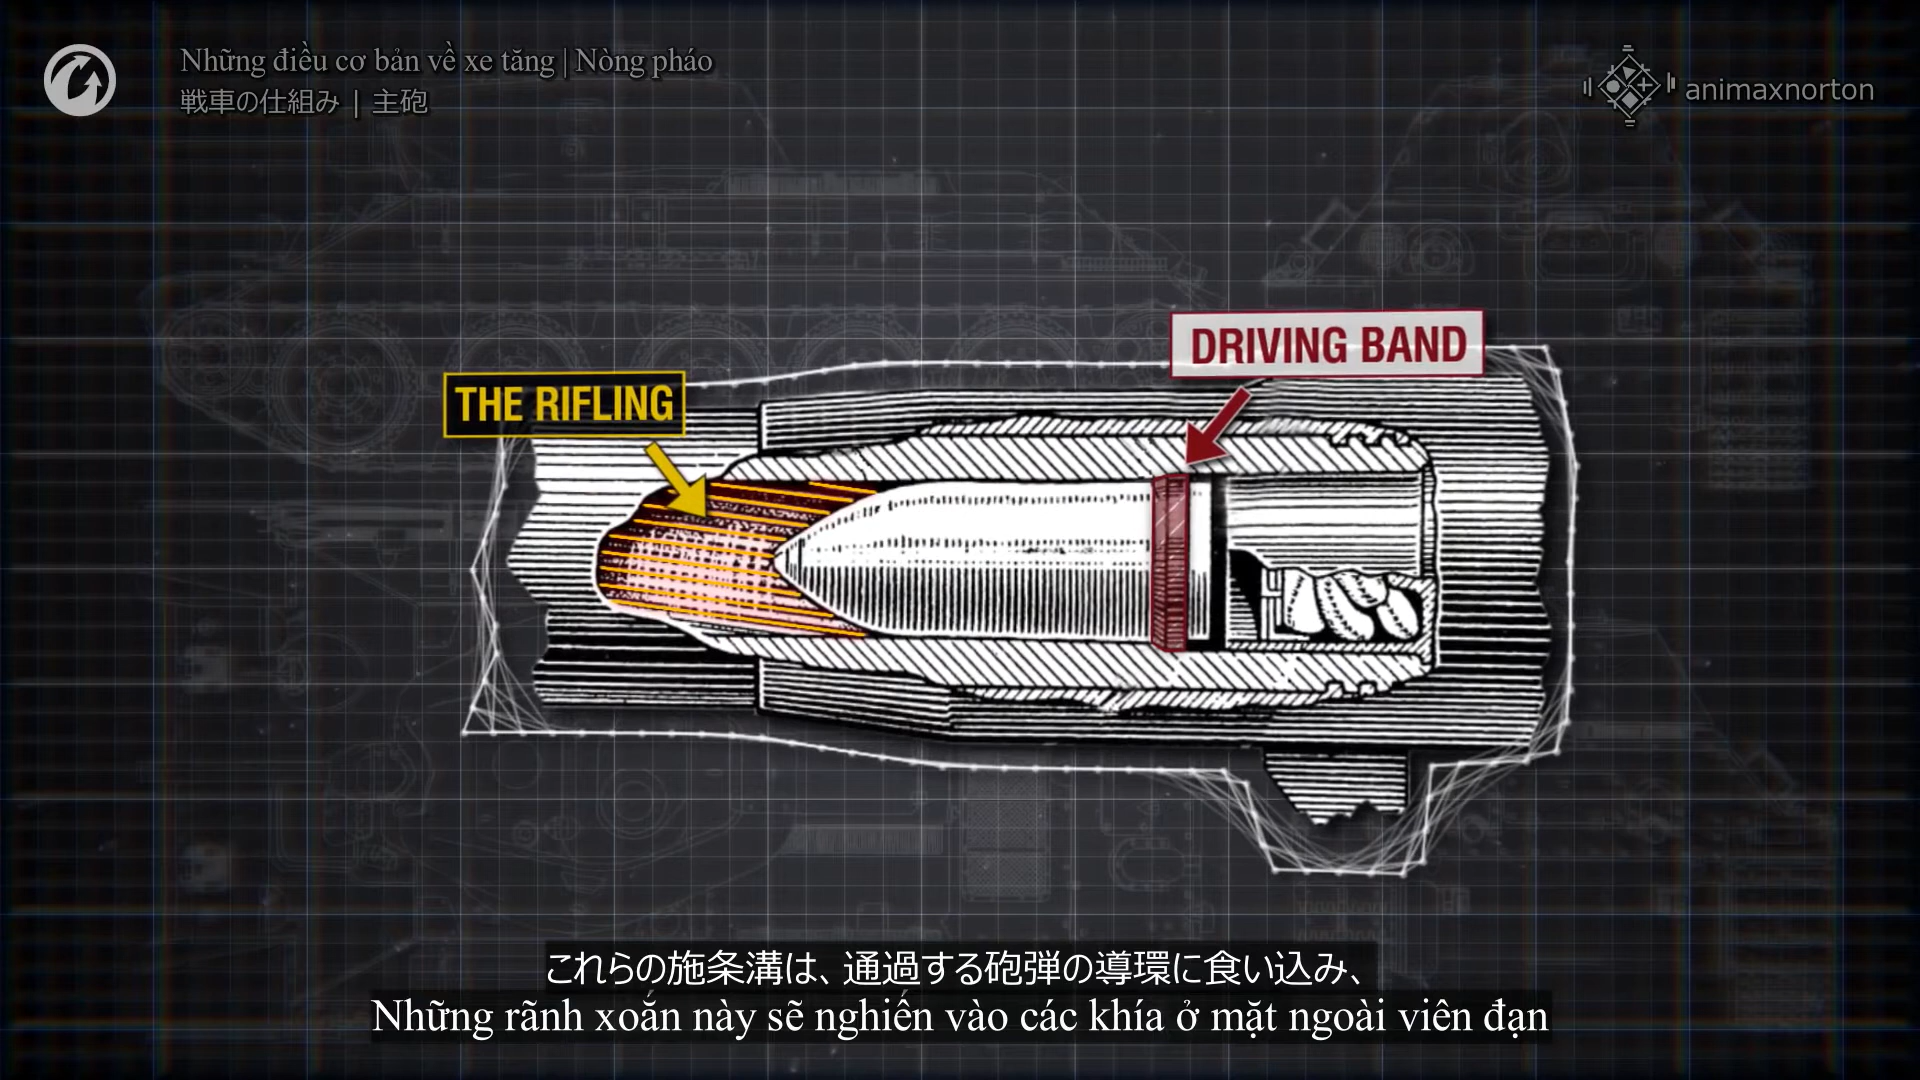 Những điều cơ bản về xe tăng | Nòng pháo
戦車の仕組み | 主砲
animaxnorton
DRIVING BAND
THE RIFLING
これらの施条溝は、通過する砲弾の導環に食い込み、
Những rãnh xoắn này sẽ nghiến vào các khía ở mặt ngoài viên đạn